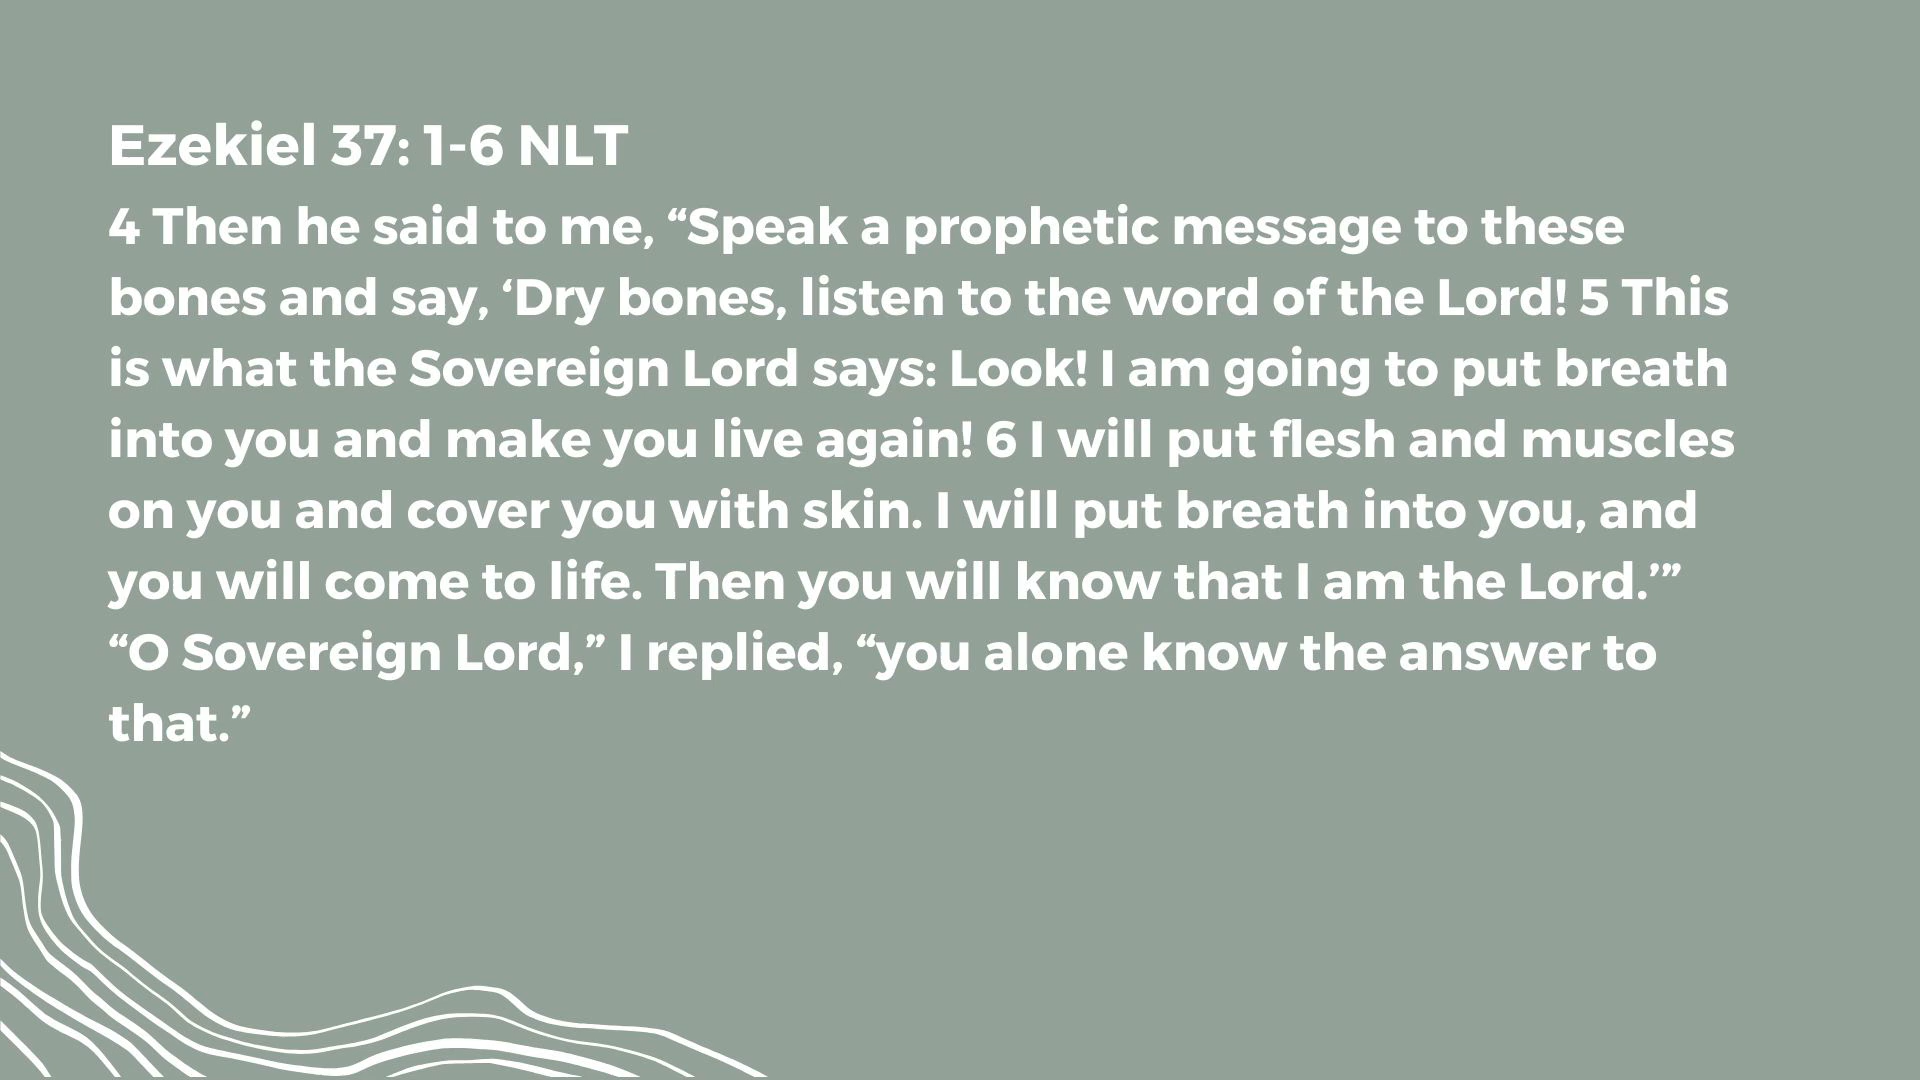 Ezekiel 37: 1-6 NLT
4 Then he said to me, “Speak a prophetic message to these
bones and say, ‘Dry bones, listen to the word of the Lord! 5 This
is what the Sovereign Lord says: Look! I am going to put breath
into you and make you live again! 6 I will put flesh and muscles
on you and cover you with skin. I will put breath into you, and
you will come to life. Then you will know that I am the Lord.’”
“O Sovereign Lord,” I replied, “you alone know the answer to
that.”